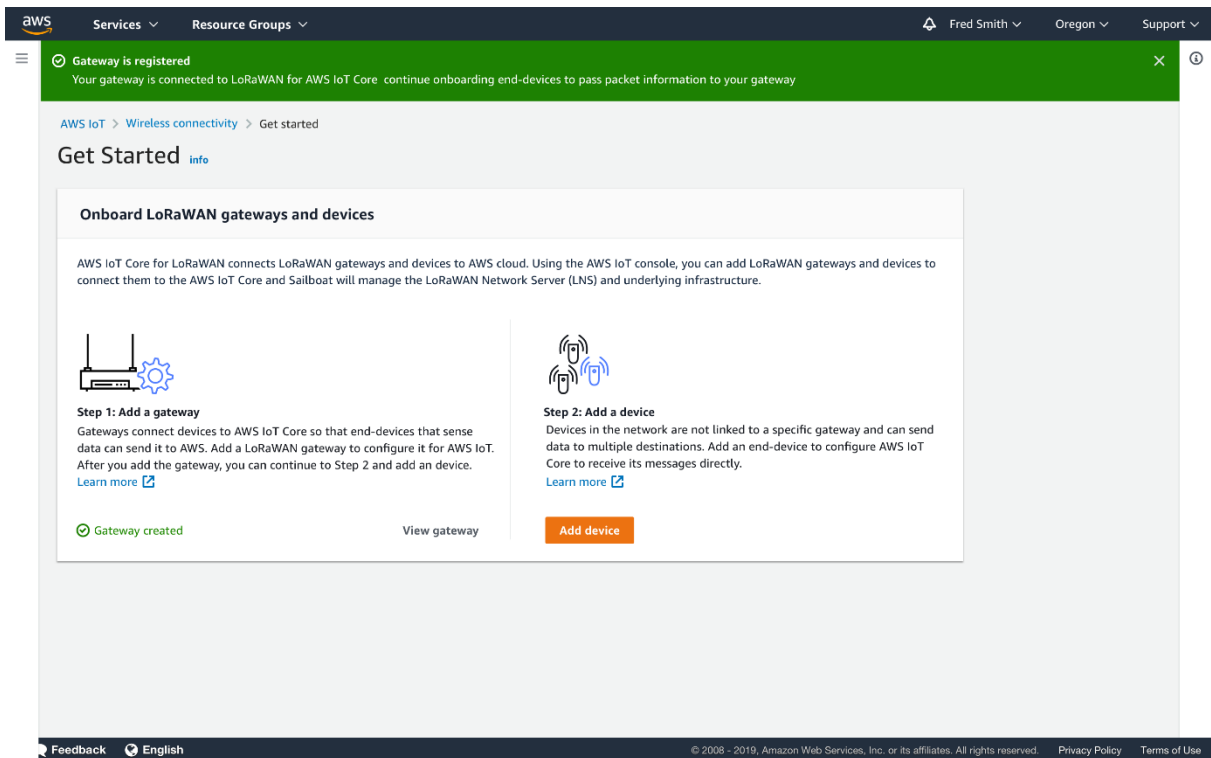 aws Services Resource Groups Fred Smith Oregon Support
Gateway is registered
Your gateway is connected to LoRaWAN for AWS IoT Core continue onboarding end-devices to pass packet information to your gateway
AWS IoT > Wireless connectivity > Get started
Get Started info
Onboard LoRaWAN gateways and devices
AWS IoT Core for LoRaWAN connects LoRaWAN gateways and devices to AWS cloud. Using the AWS IoT console, you can add LoRaWAN gateways and devices to
connect them to the AWS IoT Core and Sailboat will manage the LoRaWAN Network Server (LNS) and underlying infrastructure.
Step 1: Add a gateway
Gateways connect devices to AWS IoT Core so that end-devices that sense
data can send it to AWS. Add a LoRaWAN gateway to configure it for AWS IoT.
After you add the gateway, you can continue to Step 2 and add an device.
Learn more
Gateway created View gateway
Step 2: Add a device
Devices in the network are not linked to a specific gateway and can send
data to multiple destinations. Add an end-device to configure AWS IoT
Core to receive its messages directly.
Learn more
Add device
Feedback English © 2008 - 2019, Amazon Web Services, Inc. or its affiliates. All rights reserved. Privacy Policy Terms of Use